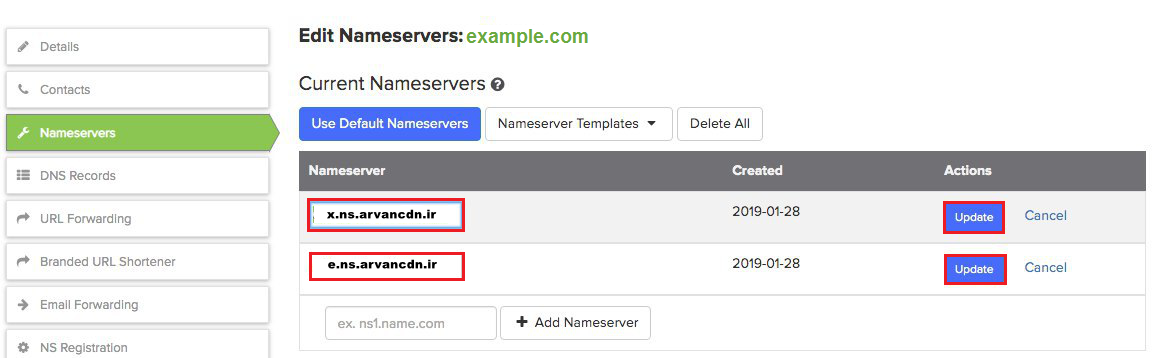 Edit Nameservers: example.com
Details
Contacts
Nameservers
DNS Records
URL Forwarding
Branded URL Shortener
Email Forwarding
NS Registration
Current Nameservers ?
Use Default Nameservers
Nameserver Templates
Delete All
Nameserver Created Actions
x.ns.arvancdn.ir 2019-01-28 Update Cancel
e.ns.arvancdn.ir 2019-01-28 Update Cancel
ex. ns1.name.com + Add Nameserver